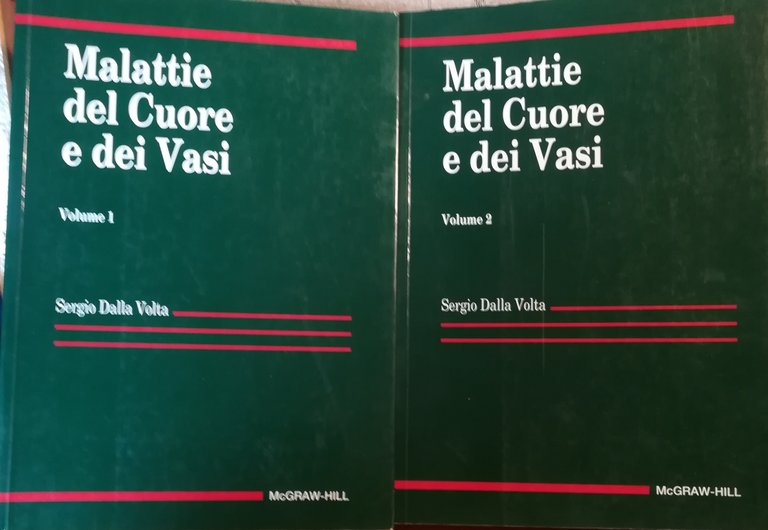 Malattie
del Cuore
e dei Vasi
Volume 1
Sergio Dalla Volta
McGRAW-HILL
Malattie
del Cuore
e dei Vasi
Volume 2
Sergio Dalla Volta
McGRAW-HILL